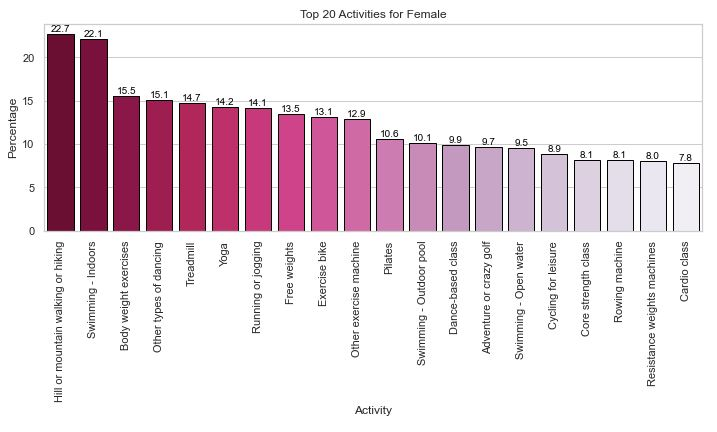 Top 20 Activities for Female
Percentage
20
15
10
5
0
22.7
22.1
15.5
15.1
14.7
14.2
14.1
13.5
13.1
12.9
10.6
10.1
9.9
9.7
9.5
8.9
8.1
8.1
8.0
7.8
Hill or mountain walking or hiking
Swimming - Indoors
Body weight exercises
Other types of dancing
Treadmill
Yoga
Running or jogging
Free weights
Exercise bike
Other exercise machine
Pilates
Swimming - Outdoor pool
Dance-based class
Adventure or crazy golf
Swimming - Open water
Cycling for leisure
Core strength class
Rowing machine
Resistance weights machines
Cardio class
Activity